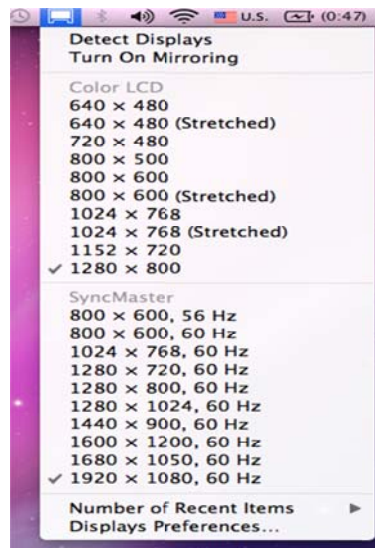 U.S. (0:47)
Detect Displays
Turn On Mirroring
Color LCD
640 × 480
640 × 480 (Stretched)
720 × 480
800 × 500
800 × 600
800 × 600 (Stretched)
1024 × 768
1024 × 768 (Stretched)
1152 × 720
✓ 1280 × 800
SyncMaster
800 × 600, 56 Hz
800 × 600, 60 Hz
1024 × 768, 60 Hz
1280 × 720, 60 Hz
1280 × 800, 60 Hz
1280 × 1024, 60 Hz
1440 × 900, 60 Hz
1600 × 1200, 60 Hz
1680 × 1050, 60 Hz
✓ 1920 × 1080, 60 Hz
Number of Recent Items
Displays Preferences...